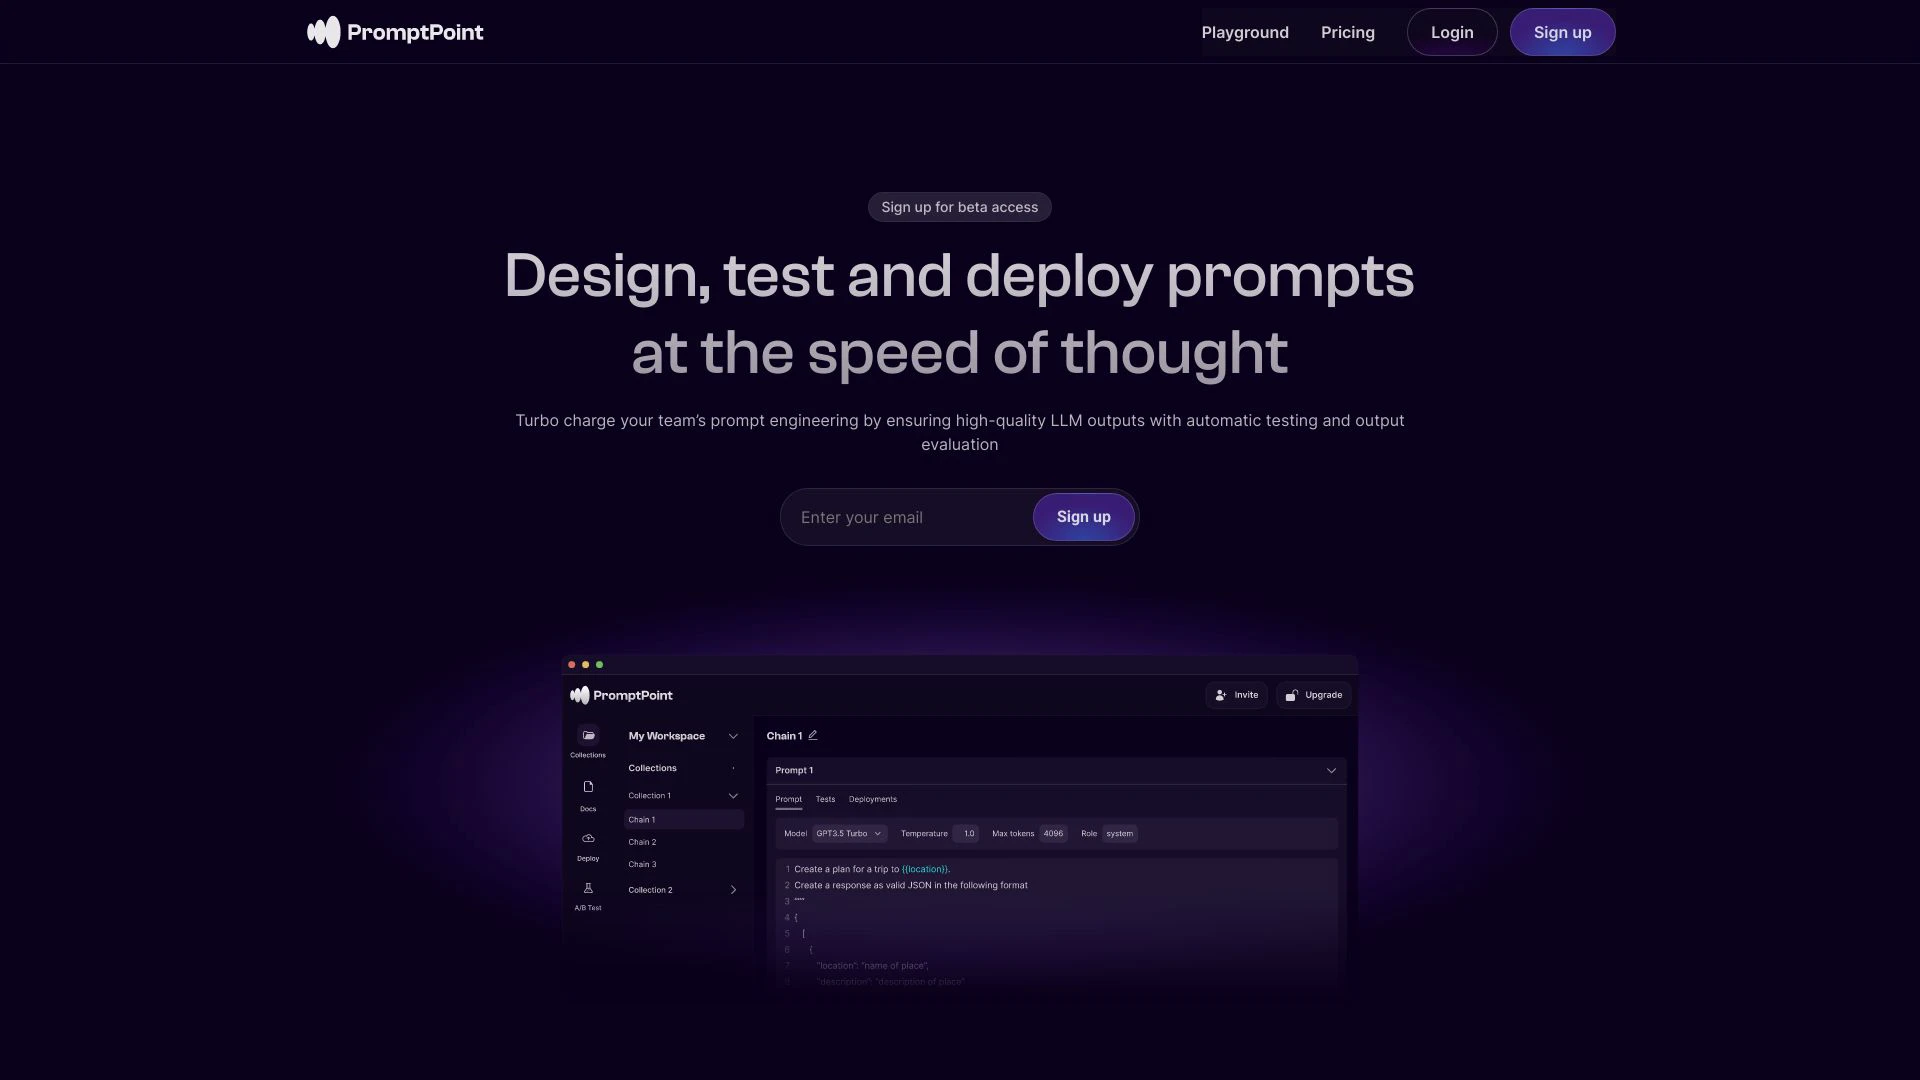 PromptPoint
Playground
Pricing
Login
Sign up
Sign up for beta access
Design, test and deploy prompts
at the speed of thought
Turbo charge your team’s prompt engineering by ensuring high-quality LLM outputs with automatic testing and output
evaluation
Enter your email
Sign up
PromptPoint
Invite
Upgrade
Collections
Docs
Deploy
A/B Test
My Workspace
Collections
Collection 1
Chain 1
Chain 2
Chain 3
Collection 2
Chain 1
Prompt 1
Prompt
Tests
Deployments
Model GPT3.5 Turbo
Temperature 1.0
Max tokens 4096
Role system
1 Create a plan for a trip to {{location}}.
2 Create a response as valid JSON in the following format
3 """
4 {
5 [
6 {
7 "location": "name of place",
8 "description": "description of place"